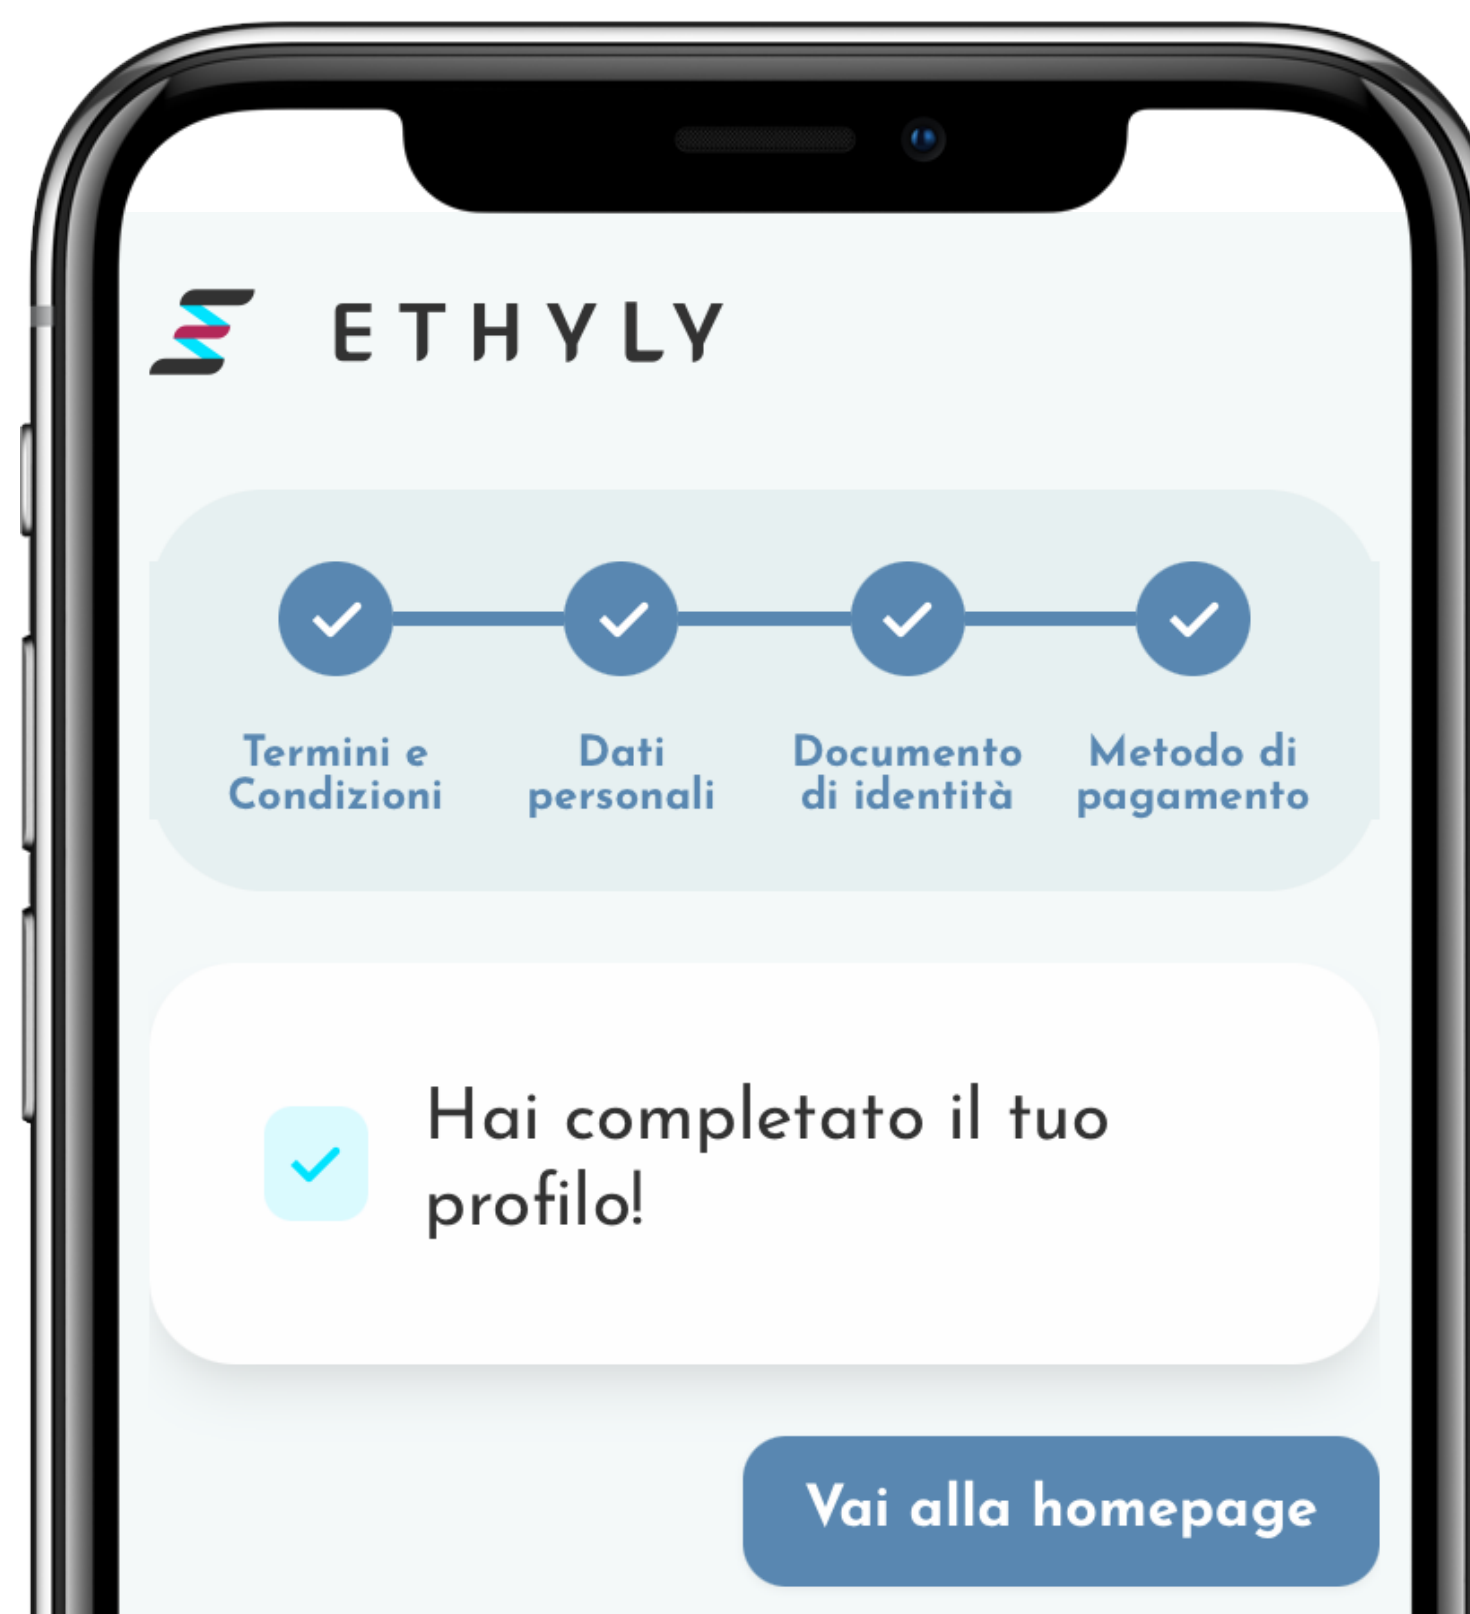 ETHYLY
Termini e
Condizioni
Dati
personali
Documento
di identità
Metodo di
pagamento
Hai completato il tuo
profilo!
Vai alla homepage